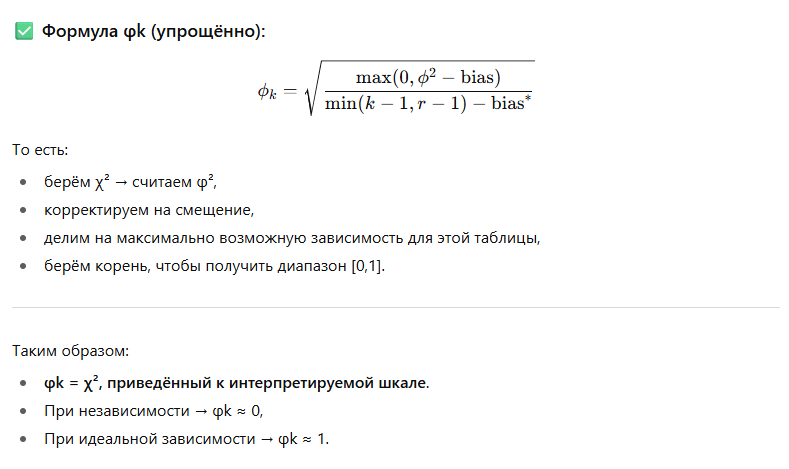 ✅ Формула φk (упрощённо):
ϕₖ = √(max(0, ϕ² − bias) / min(k − 1, r − 1) − bias*)
То есть:
• берём χ² → считаем φ²,
• корректируем на смещение,
• делим на максимально возможную зависимость для этой таблицы,
• берём корень, чтобы получить диапазон [0,1].
Таким образом:
• φk = χ², приведённый к интерпретируемой шкале.
• При независимости → φk ≈ 0,
• При идеальной зависимости → φk ≈ 1.